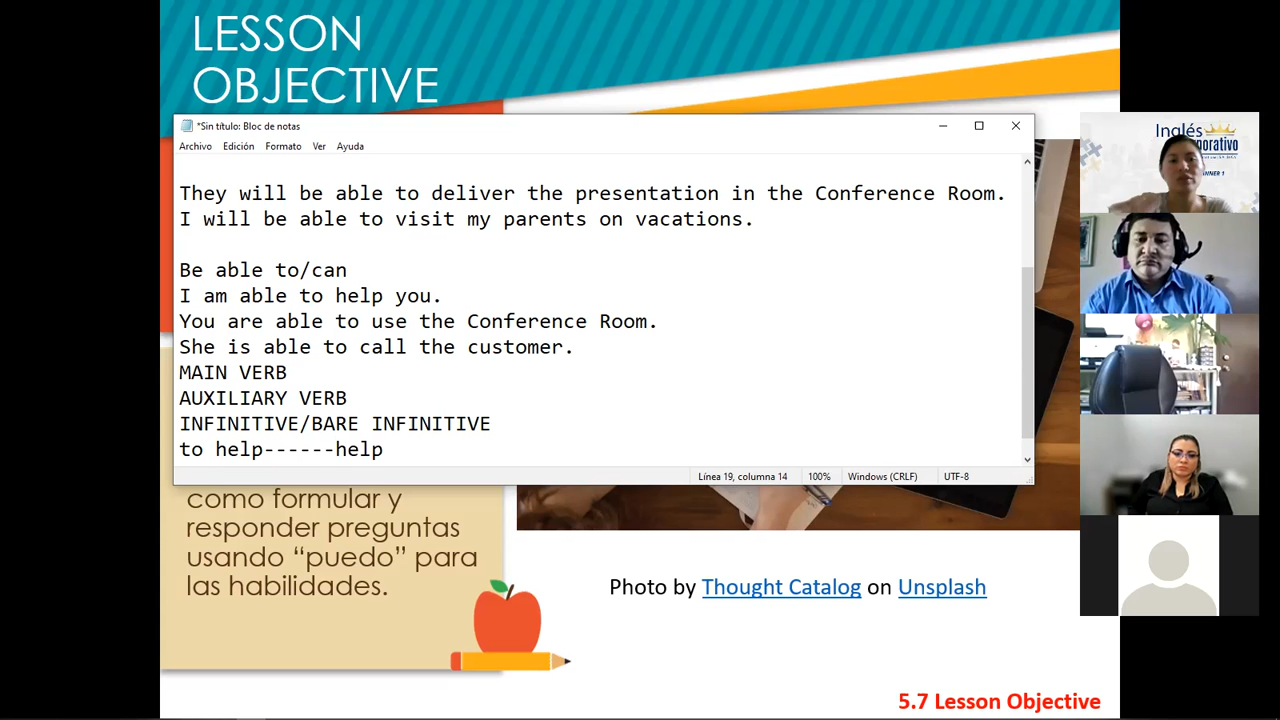 LESSON
OBJECTIVE
*Sin título: Bloc de notas
Archivo Edición Formato Ver Ayuda
They will be able to deliver the presentation in the Conference Room.
I will be able to visit my parents on vacations.
Be able to/can
I am able to help you.
You are able to use the Conference Room.
She is able to call the customer.
MAIN VERB
AUXILIARY VERB
INFINITIVE/BARE INFINITIVE
to help------help
Línea 19, columna 14 100% Windows (CRLF) UTF-8
como formular y
responder preguntas
usando “puedo” para
las habilidades.
Photo by Thought Catalog on Unsplash
5.7 Lesson Objective
Inglés